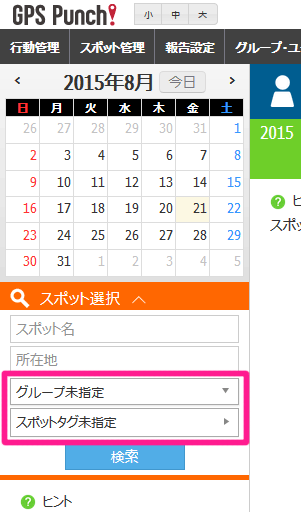 GPS Punch!
小 中 大
行動管理 スポット管理 報告設定 グループ・ユー
2015年8月 今日
日 月 火 水 木 金 土
26 27 28 29 30 31 1
2 3 4 5 6 7 8
9 10 11 12 13 14 15
16 17 18 19 20 21 22
23 24 25 26 27 28 29
30 31 1 2 3 4 5
2015
ヒ
スポッ
スポット選択
スポット名
所在地
グループ未指定
スポットタグ未指定
検索
ヒント